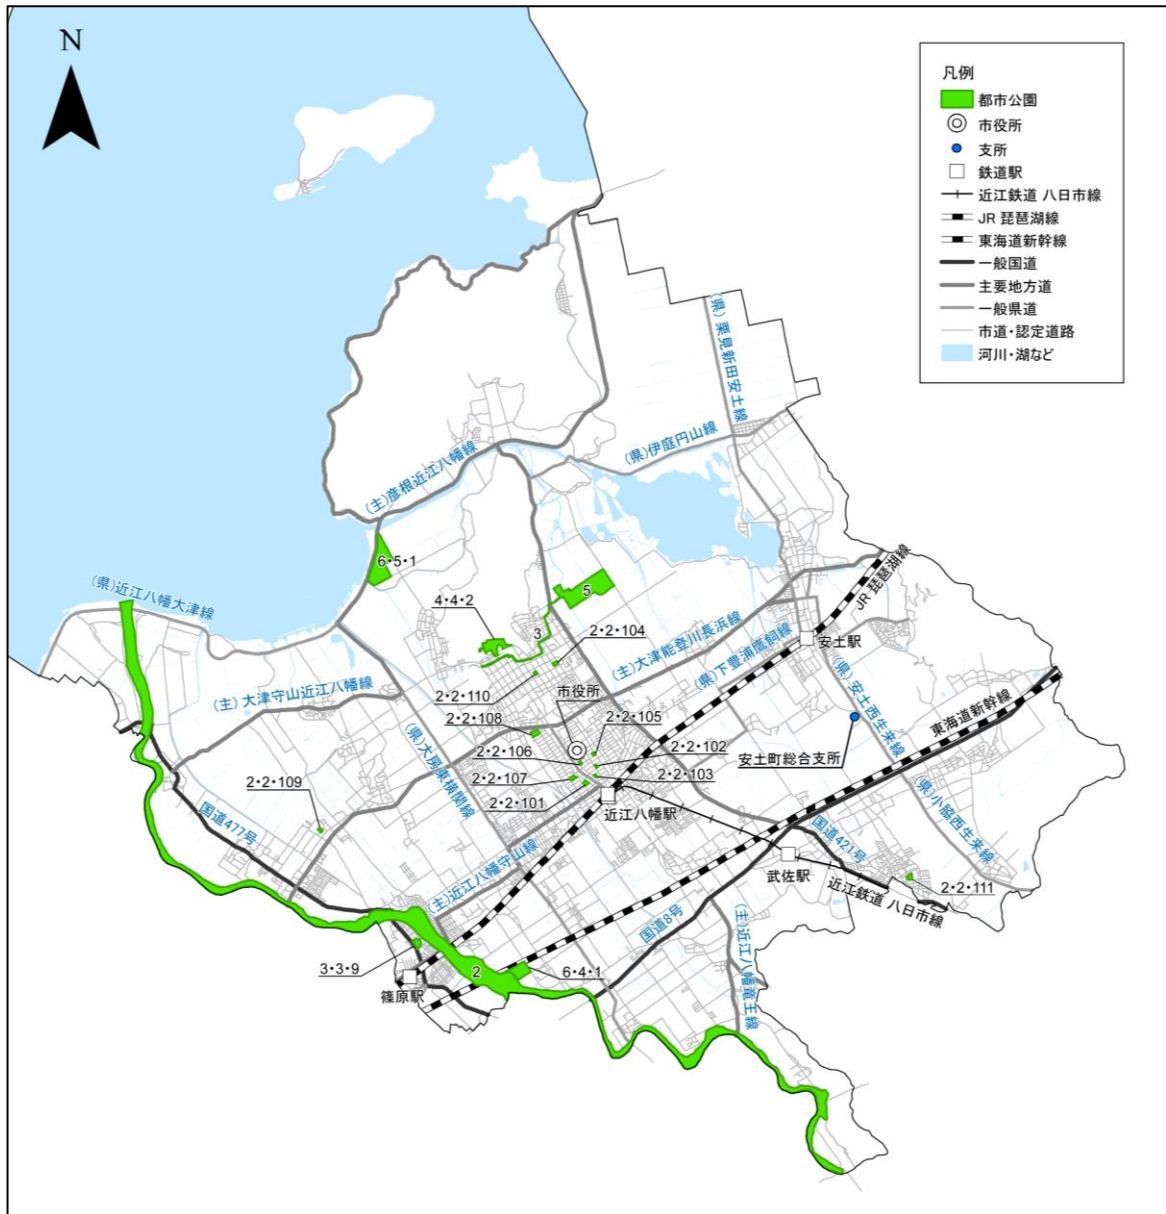 N
凡例
都市公園
市役所
支所
鉄道駅
近江鉄道 八日市線
JR 琵琶湖線
東海道新幹線
一般国道
主要地方道
一般県道
市道・認定道路
河川・湖など
(県)栗見新田安土線
(県)伊庭円山線
(主)彦根近江八幡線
6・5・1
(県)近江八幡大津線
5
4・4・2
3
2・2・104
JR 琵琶湖線
(主)大津能登川長浜線
(県)下豊浦鷹飼線
安土駅
(主)大津守山近江八幡線
2・2・110
市役所
(県)安土西生来線
東海道新幹線
2・2・108
2・2・105
2・2・106
2・2・102
安土町総合支所
(県)大房東横関線
2・2・107
2・2・103
2・2・109
2・2・101
近江八幡駅
(県)小脇西生来線
国道477号
国道421号
(主)近江八幡守山線
武佐駅
2・2・111
近江鉄道 八日市線
国道8号
(主)近江八幡竜王線
3・3・9
2
6・4・1
篠原駅